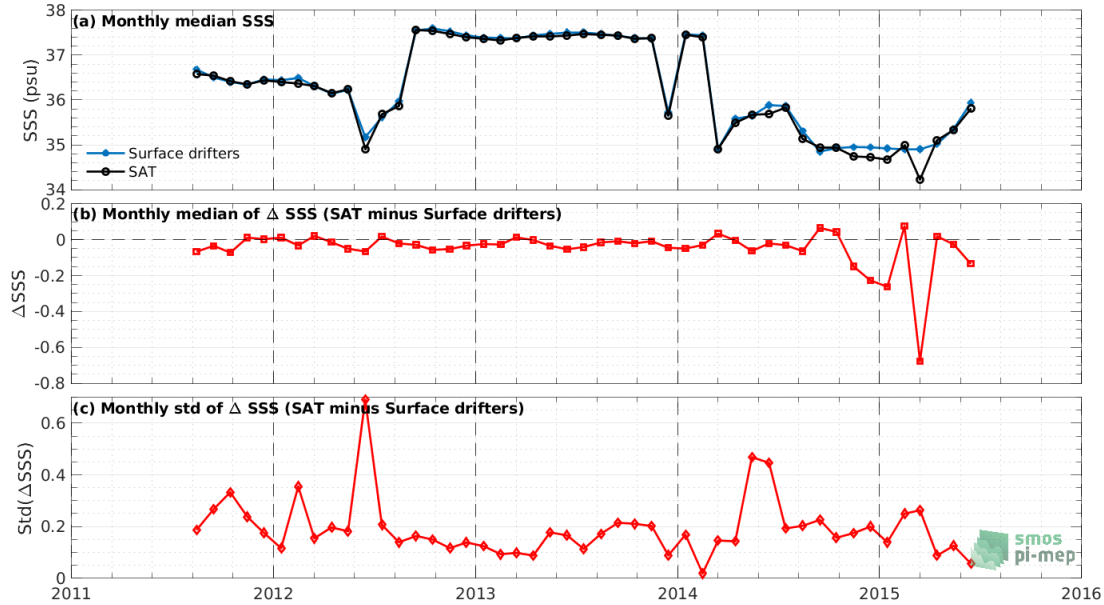 (a) Monthly median SSS
38
37
36
35
34
SSS (psu)
Surface drifters
SAT
(b) Monthly median of Δ SSS (SAT minus Surface drifters)
0.2
0
-0.2
-0.4
-0.6
-0.8
ΔSSS
(c) Monthly std of Δ SSS (SAT minus Surface drifters)
0.6
0.4
0.2
0
Std(ΔSSS)
smos
pi-mep
2011 2012 2013 2014 2015 2016